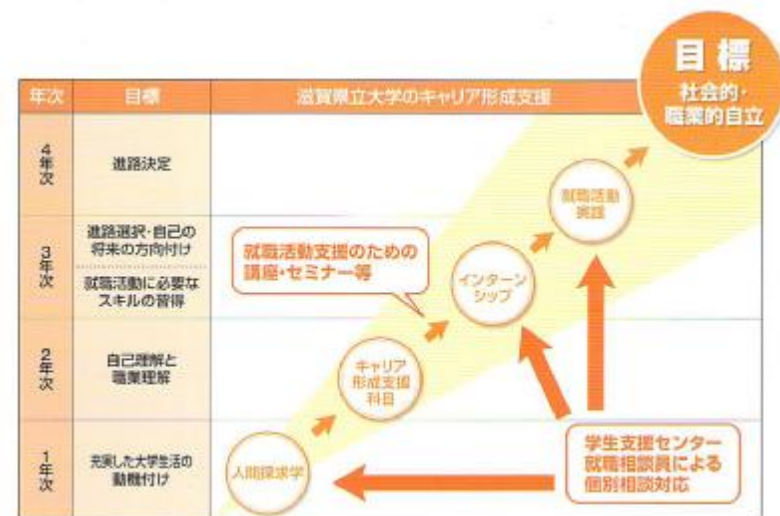 目標
社会的・
職業的自立
年次
目標
滋賀県立大学のキャリア形成支援
4年次
進路決定
就職活動
実践
3年次
進路選択・自己の
将来の方向付け
就職活動に必要な
スキルの習得
就職活動支援のための
講座・セミナー等
インターン
シップ
2年次
自己理解と
職業理解
キャリア
形成支援
科目
1年次
充実した大学生活の
動機付け
人間探求学
学生支援センター
就職相談員による
個別相談対応